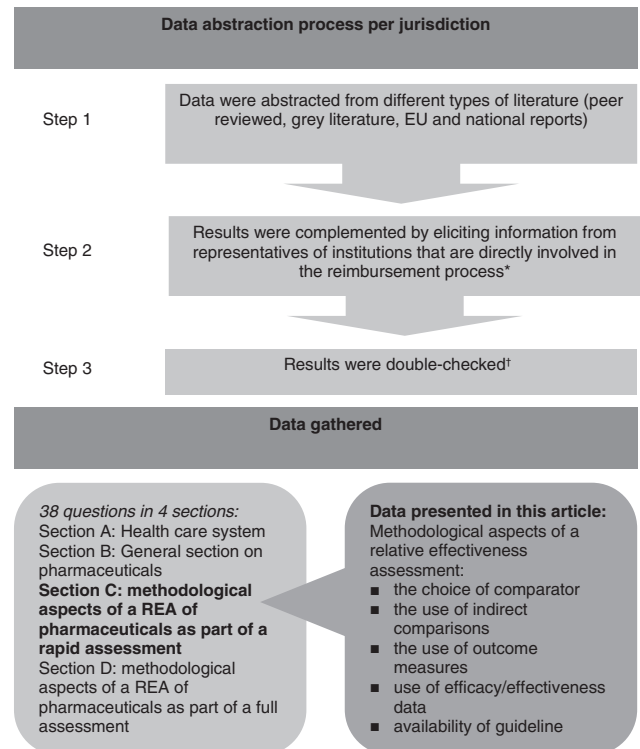 Data abstraction process per jurisdiction
Step 1
Data were abstracted from different types of literature (peer
reviewed, grey literature, EU and national reports)
Step 2
Results were complemented by eliciting information from
representatives of institutions that are directly involved in
the reimbursement process*
Step 3
Results were double-checked†
Data gathered
38 questions in 4 sections:
Section A: Health care system
Section B: General section on
pharmaceuticals
Section C: methodological
aspects of a REA of
pharmaceuticals as part of a
rapid assessment
Section D: methodological
aspects of a REA of
pharmaceuticals as part of a full
assessment
Data presented in this article:
Methodological aspects of a
relative effectiveness
assessment:
■ the choice of comparator
■ the use of indirect
comparisons
■ the use of outcome
measures
■ use of efficacy/effectiveness
data
■ availability of guideline